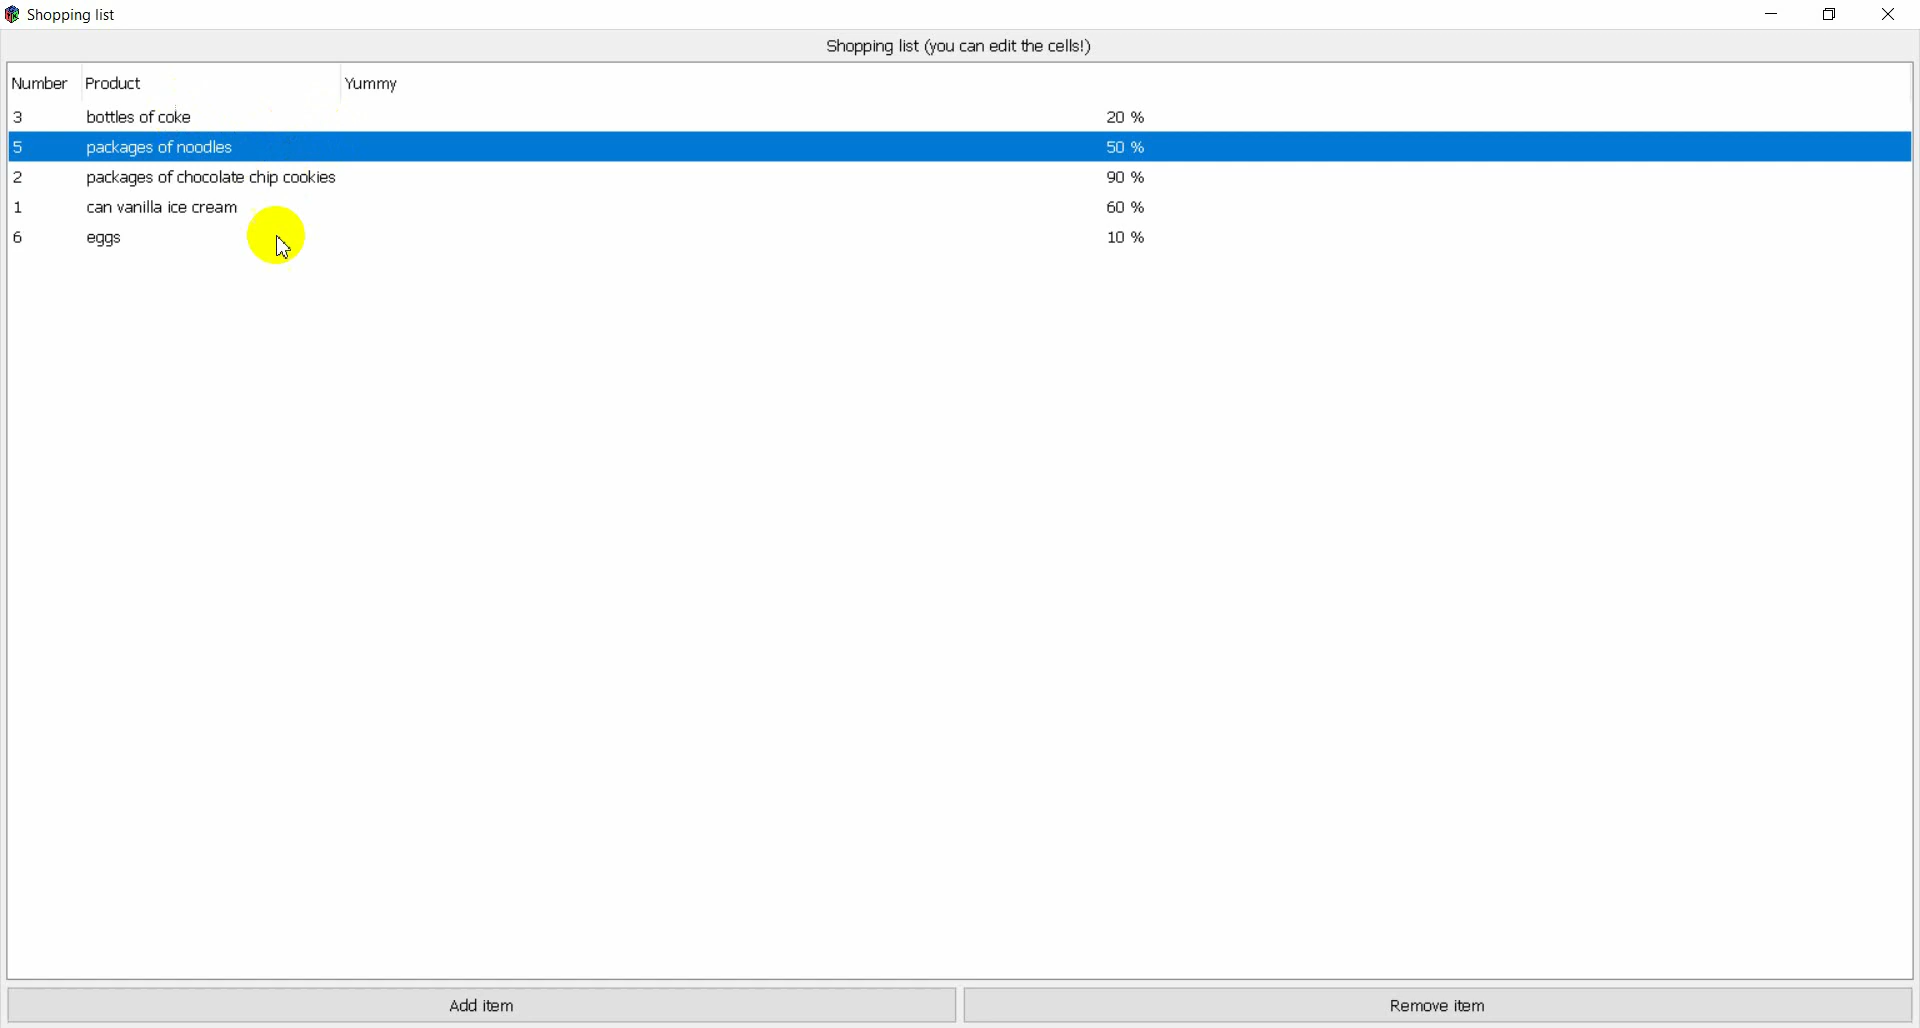 Shopping list
Shopping list (you can edit the cells!)
Number Product Yummy
3 bottles of coke 20 %
5 packages of noodles 50 %
2 packages of chocolate chip cookies 90 %
1 can vanilla ice cream 60 %
6 eggs 10 %
Add item Remove item